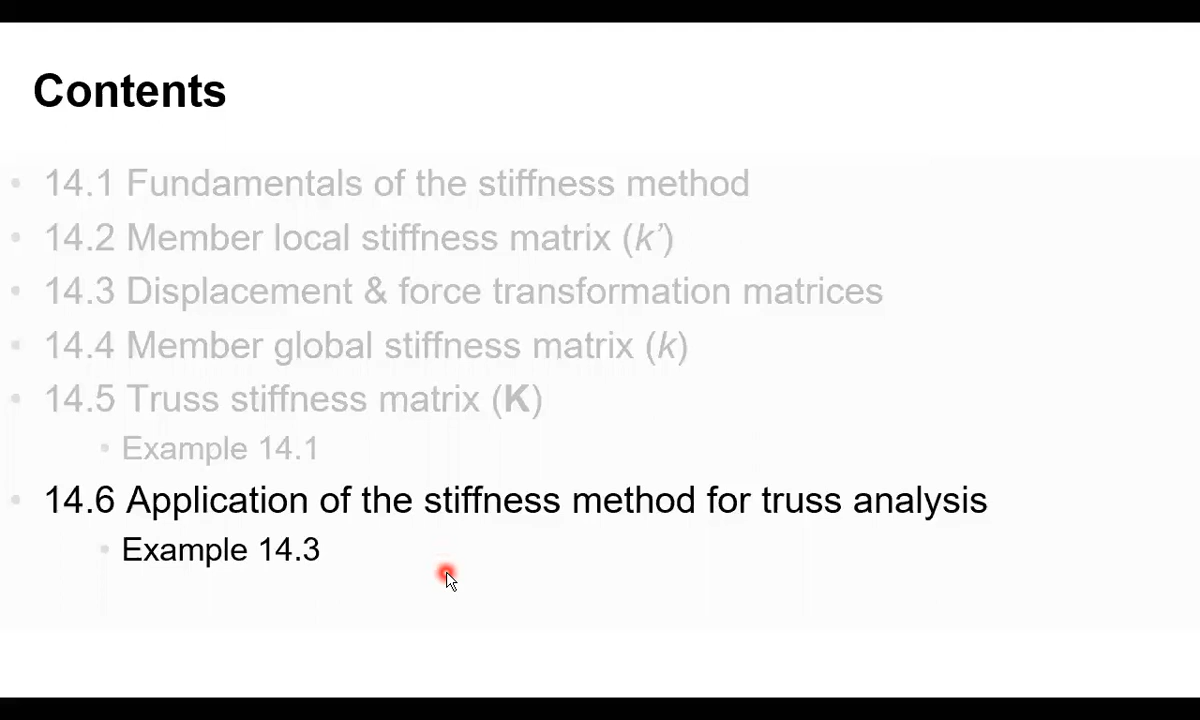 Contents
• 14.1 Fundamentals of the stiffness method
• 14.2 Member local stiffness matrix (k’)
• 14.3 Displacement & force transformation matrices
• 14.4 Member global stiffness matrix (k)
• 14.5 Truss stiffness matrix (K)
• Example 14.1
• 14.6 Application of the stiffness method for truss analysis
• Example 14.3